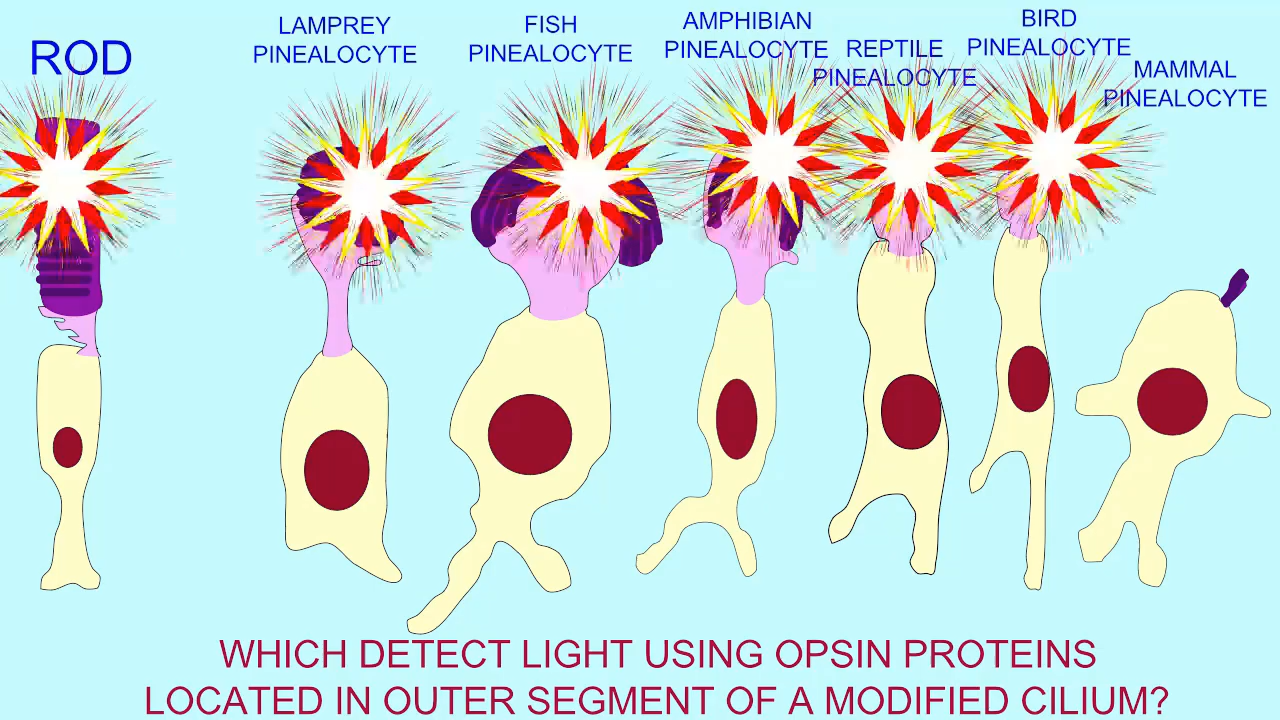 ROD
LAMPREY
PINEALOCYTE
FISH
PINEALOCYTE
AMPHIBIAN
PINEALOCYTE
REPTILE
PINEALOCYTE
BIRD
PINEALOCYTE
MAMMAL
PINEALOCYTE
WHICH DETECT LIGHT USING OPSIN PROTEINS
LOCATED IN OUTER SEGMENT OF A MODIFIED CILIUM?